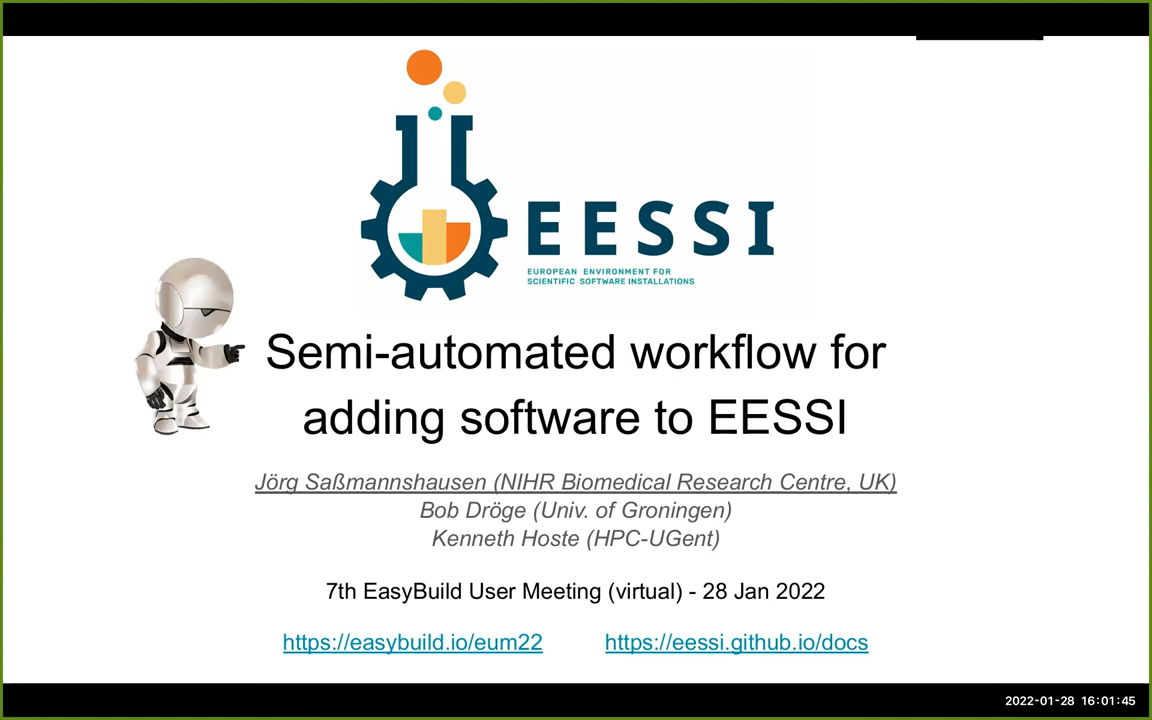 EESSI
EUROPEAN ENVIRONMENT FOR
SCIENTIFIC SOFTWARE INSTALLATIONS
Semi-automated workflow for
adding software to EESSI
Jörg Saßmannshausen (NIHR Biomedical Research Centre, UK)
Bob Dröge (Univ. of Groningen)
Kenneth Hoste (HPC-UGent)
7th EasyBuild User Meeting (virtual) - 28 Jan 2022
https://easybuild.io/eum22 https://eessi.github.io/docs
2022-01-28 16:01:45